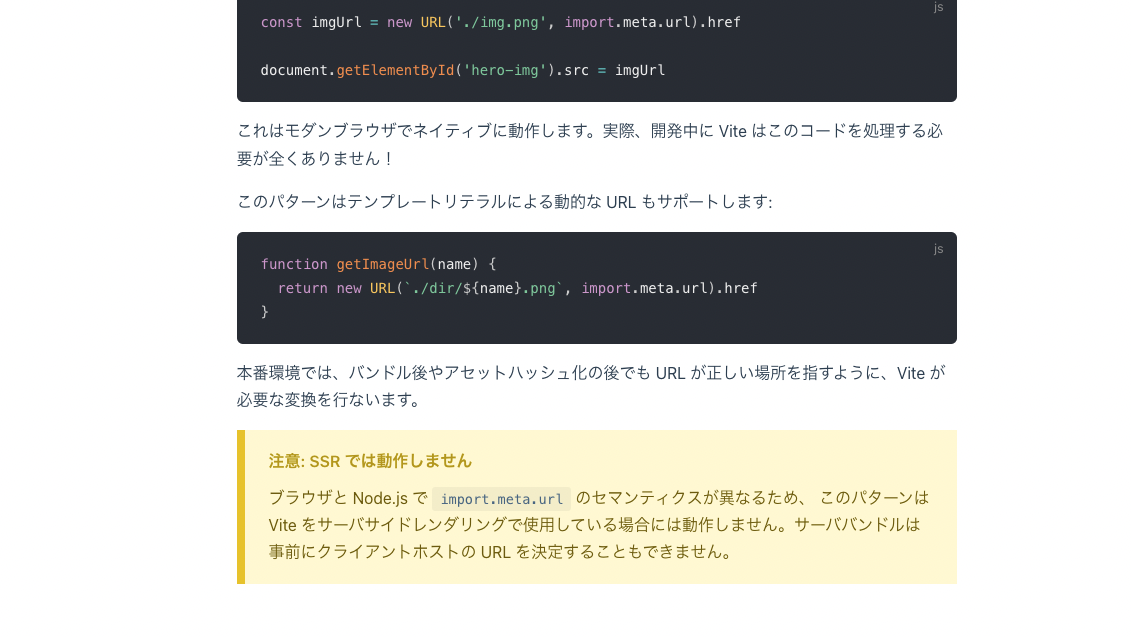 js
const imgUrl = new URL('./img.png', import.meta.url).href
document.getElementById('hero-img').src = imgUrl
これはモダンブラウザでネイティブに動作します。実際、開発中に Vite はこのコードを処理する必
要が全くありません！
このパターンはテンプレートリテラルによる動的な URL もサポートします:
js
function getImageUrl(name) {
  return new URL(`./dir/${name}.png`, import.meta.url).href
}
本番環境では、バンドル後やアセットハッシュ化の後でも URL が正しい場所を指すように、Vite が
必要な変換を行ないます。
注意: SSR では動作しません
ブラウザと Node.js で import.meta.url のセマンティクスが異なるため、 このパターンは
Vite をサーバサイドレンダリングで使用している場合には動作しません。サーババンドルは
事前にクライアントホストの URL を決定することもできません。